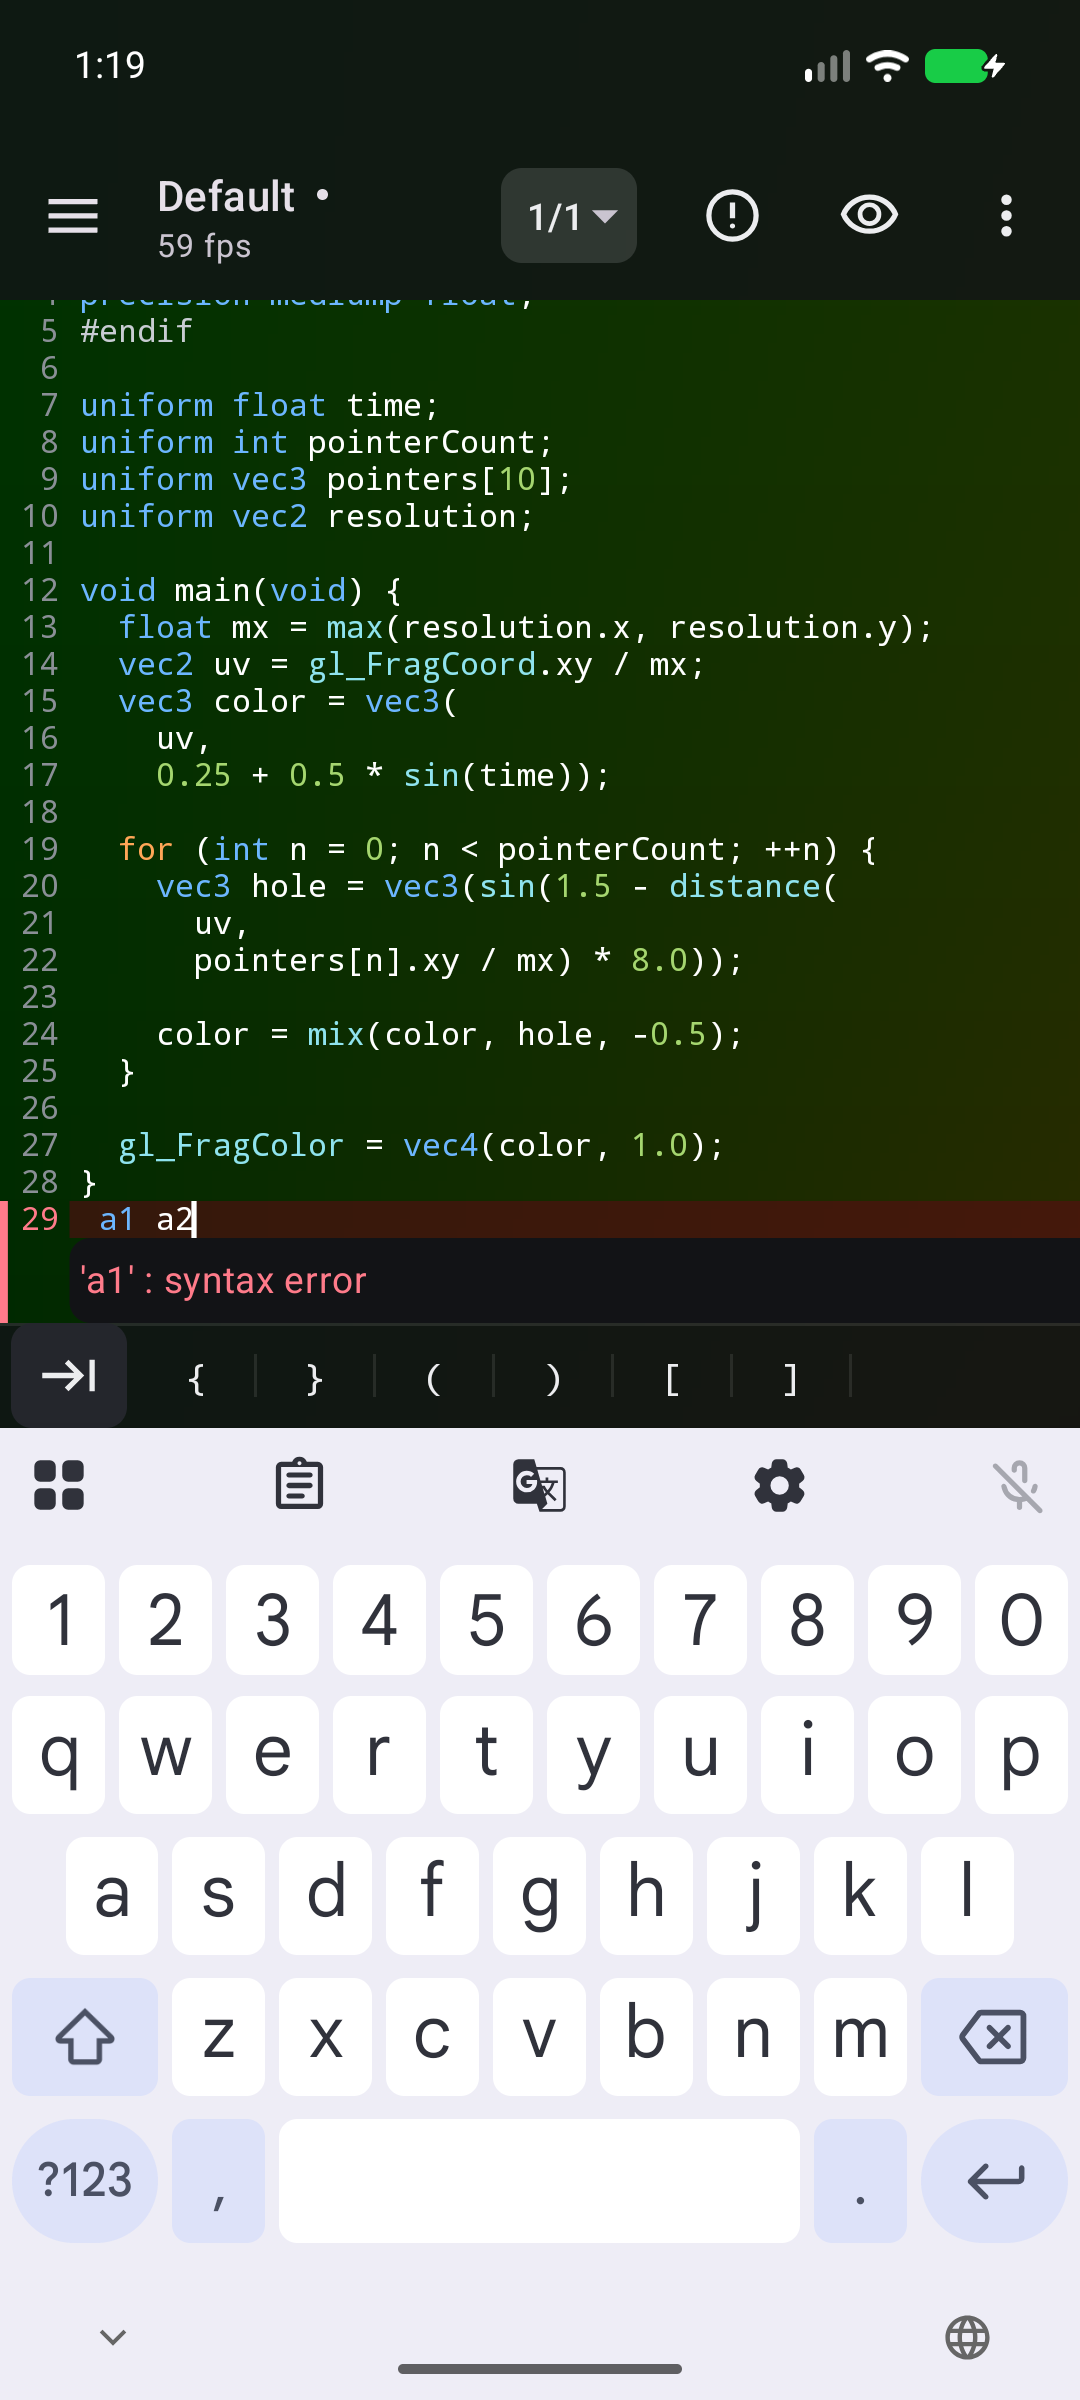 1:19
Default •
59 fps
1/1
4 precision mediump float;
5 #endif
6
7 uniform float time;
8 uniform int pointerCount;
9 uniform vec3 pointers[10];
10 uniform vec2 resolution;
11
12 void main(void) {
13   float mx = max(resolution.x, resolution.y);
14   vec2 uv = gl_FragCoord.xy / mx;
15   vec3 color = vec3(
16     uv,
17     0.25 + 0.5 * sin(time));
18
19   for (int n = 0; n < pointerCount; ++n) {
20     vec3 hole = vec3(sin(1.5 - distance(
21       uv,
22       pointers[n].xy / mx) * 8.0));
23
24     color = mix(color, hole, -0.5);
25   }
26
27   gl_FragColor = vec4(color, 1.0);
28 }
29  a1 a2
'a1' : syntax error
{ } ( ) [ ]
1 2 3 4 5 6 7 8 9 0
q w e r t y u i o p
a s d f g h j k l
z x c v b n m
?123 , .